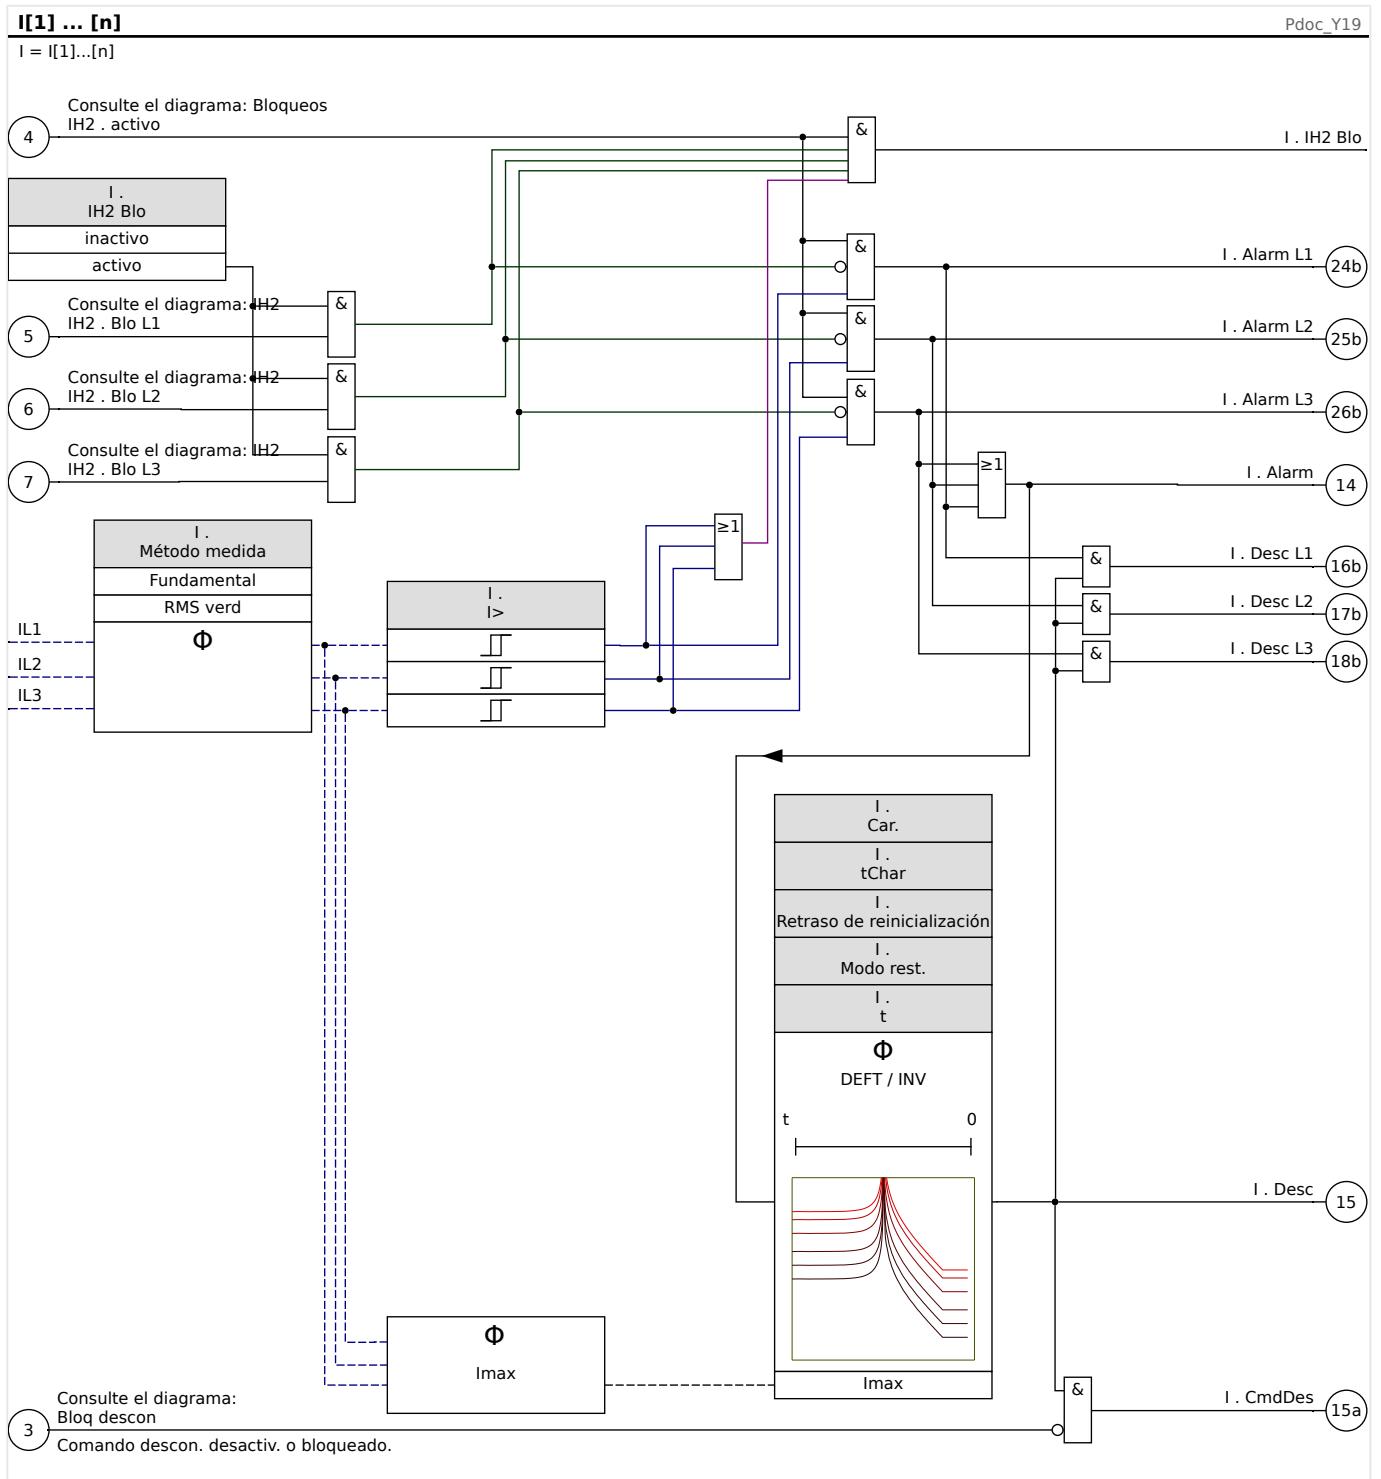 I[1] ... [n]
Pdoc_Y19
I = I[1]...[n]
Consulte el diagrama: Bloqueos
IH2 . activo
4
&
I . IH2 Blo
I .
IH2 Blo
inactivo
activo
&
I . Alarm L1
24b
Consulte el diagrama: IH2
IH2 . Blo L1
5
&
&
I . Alarm L2
25b
Consulte el diagrama: IH2
IH2 . Blo L2
6
&
&
I . Alarm L3
26b
Consulte el diagrama: IH2
IH2 . Blo L3
7
&
≥1
I . Alarm
14
I .
Método medida
Fundamental
RMS verd
Φ
IL1
IL2
IL3
≥1
I .
I>
&
I . Desc L1
16b
&
I . Desc L2
17b
&
I . Desc L3
18b
I .
Car.
I .
tChar
I .
Retraso de reinicialización
I .
Modo rest.
I .
t
Φ
DEFT / INV
t
0
I . Desc
15
Φ
Imax
Imax
Consulte el diagrama:
Bloq descon
3
Comando descon. desactiv. o bloqueado.
&
I . CmdDes
15a